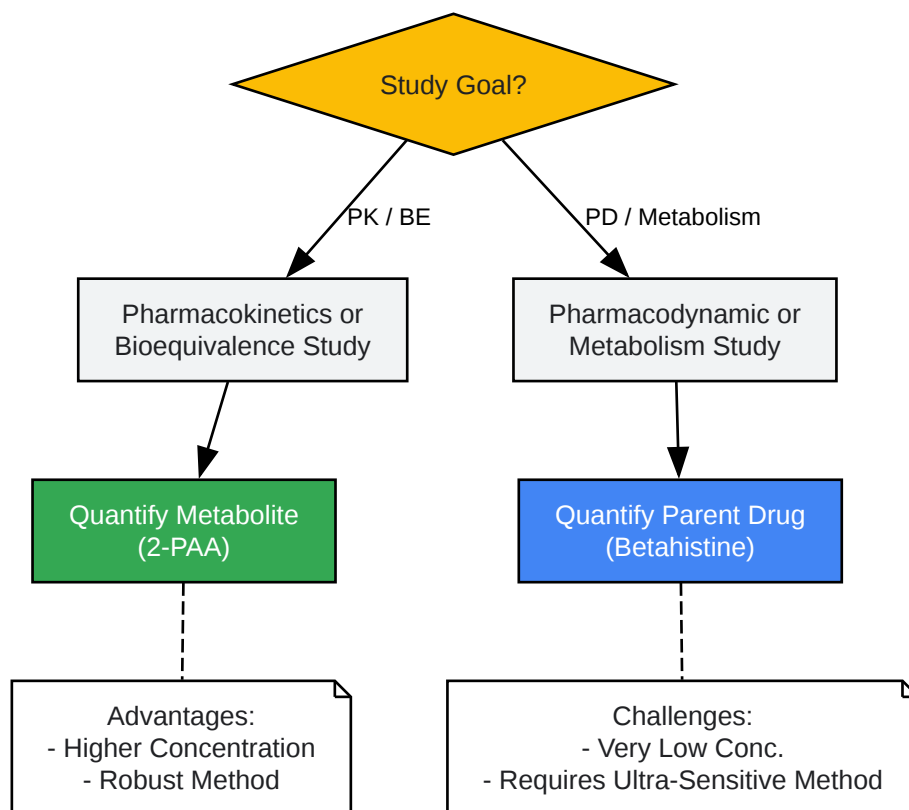 Study Goal?
PK / BE
PD / Metabolism
Pharmacokinetics or
Bioequivalence Study
Pharmacodynamic or
Metabolism Study
Quantify Metabolite
(2-PAA)
Quantify Parent Drug
(Betahistine)
Advantages:
- Higher Concentration
- Robust Method
Challenges:
- Very Low Conc.
- Requires Ultra-Sensitive Method